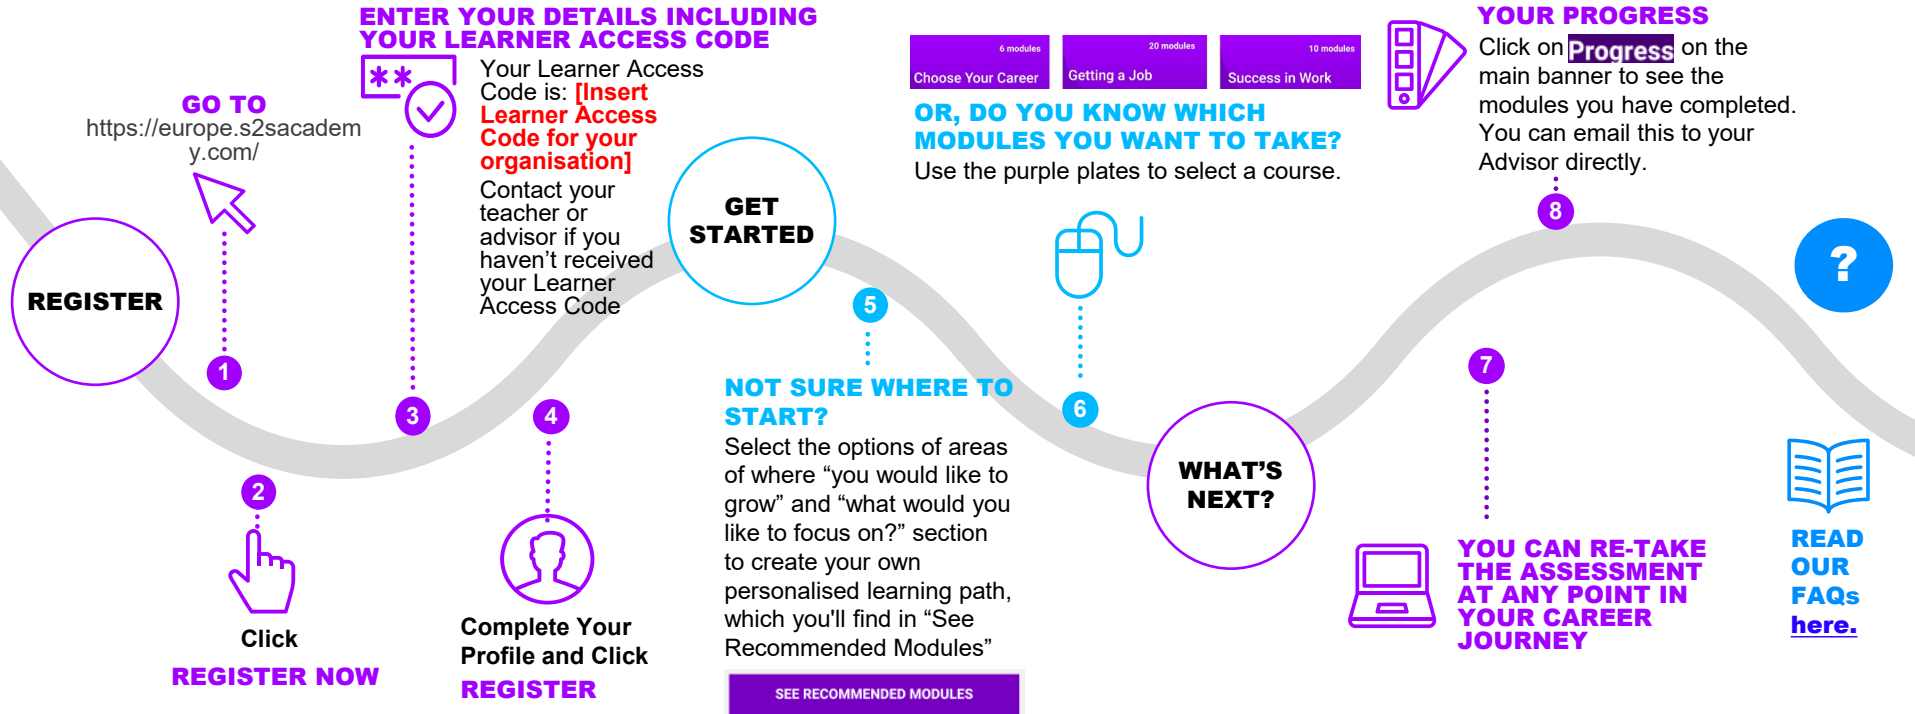 REGISTER
GO TO
https://europe.s2sacadem
y.com/
1
2
Click
REGISTER NOW
ENTER YOUR DETAILS INCLUDING
YOUR LEARNER ACCESS CODE
**
Your Learner Access
Code is: [Insert
Learner Access
Code for your
organisation]
Contact your
teacher or
advisor if you
haven’t received
your Learner
Access Code
3
4
Complete Your
Profile and Click
REGISTER
GET
STARTED
5
NOT SURE WHERE TO
START?
Select the options of areas
of where “you would like to
grow” and “what would you
like to focus on?” section
to create your own
personalised learning path,
which you'll find in “See
Recommended Modules”
SEE RECOMMENDED MODULES
6 modules
Choose Your Career
20 modules
Getting a Job
10 modules
Success in Work
OR, DO YOU KNOW WHICH
MODULES YOU WANT TO TAKE?
Use the purple plates to select a course.
6
WHAT’S
NEXT?
7
YOU CAN RE-TAKE
THE ASSESSMENT
AT ANY POINT IN
YOUR CAREER
JOURNEY
YOUR PROGRESS
Click on Progress on the
main banner to see the
modules you have completed.
You can email this to your
Advisor directly.
8
?
READ
OUR
FAQs
here.